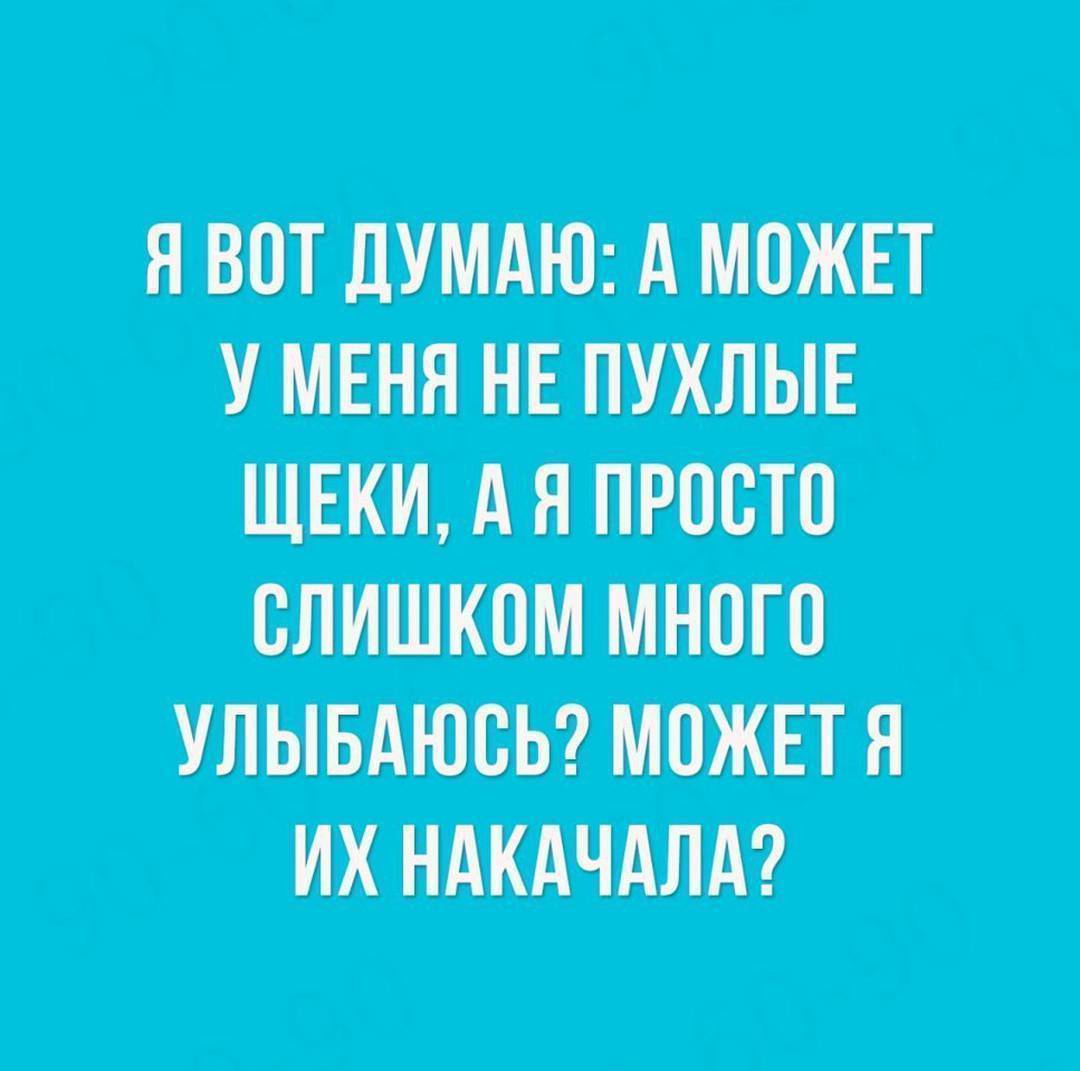 Я ВОТ ДУМАЮ: А МОЖЕТ
У МЕНЯ НЕ ПУХЛЫЕ
ЩЕКИ, А Я ПРОСТО
СЛИШКОМ МНОГО
УЛЫБАЮСЬ? МОЖЕТ Я
ИХ НАКАЧАЛА?